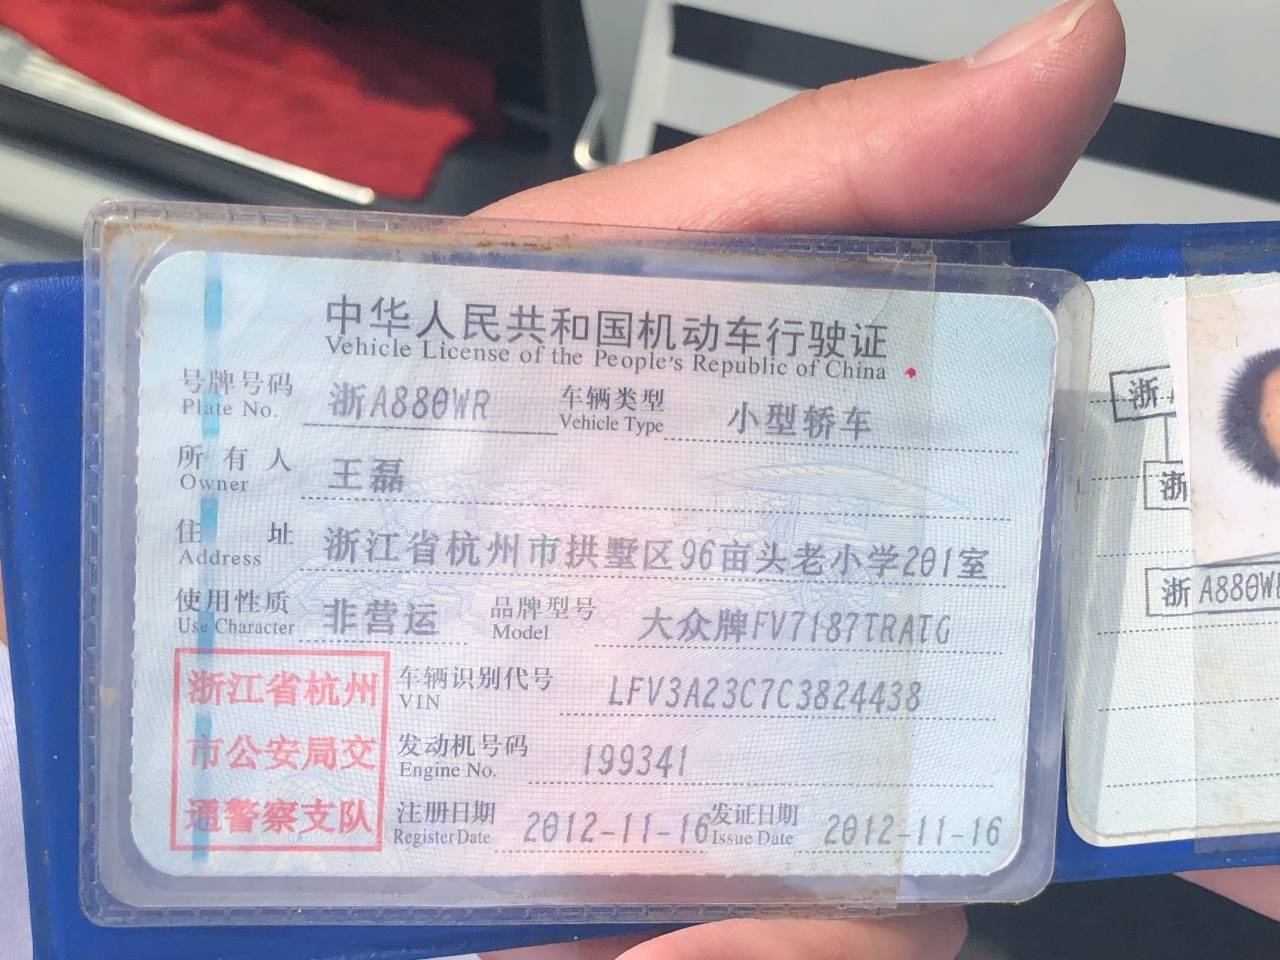 中华人民共和国机动车行驶证
Vehicle License of the People's Republic of China
号牌号码 浙A880WR 车辆类型 小型轿车
Plate No. Vehicle Type
所有人 王磊
Owner
住址 浙江省杭州市拱墅区96亩头老小学201室
Address
使用性质 非营运 品牌型号 大众牌FV7187TRATG
Use Character Model
浙江省杭州
市公安局交
通警察支队
车辆识别代号 LFV3A23C7C3824438
VIN
发动机号码 199341
Engine No.
注册日期 2012-11-16 发证日期 2012-11-16
Register Date Issue Date
浙
浙
浙A880W